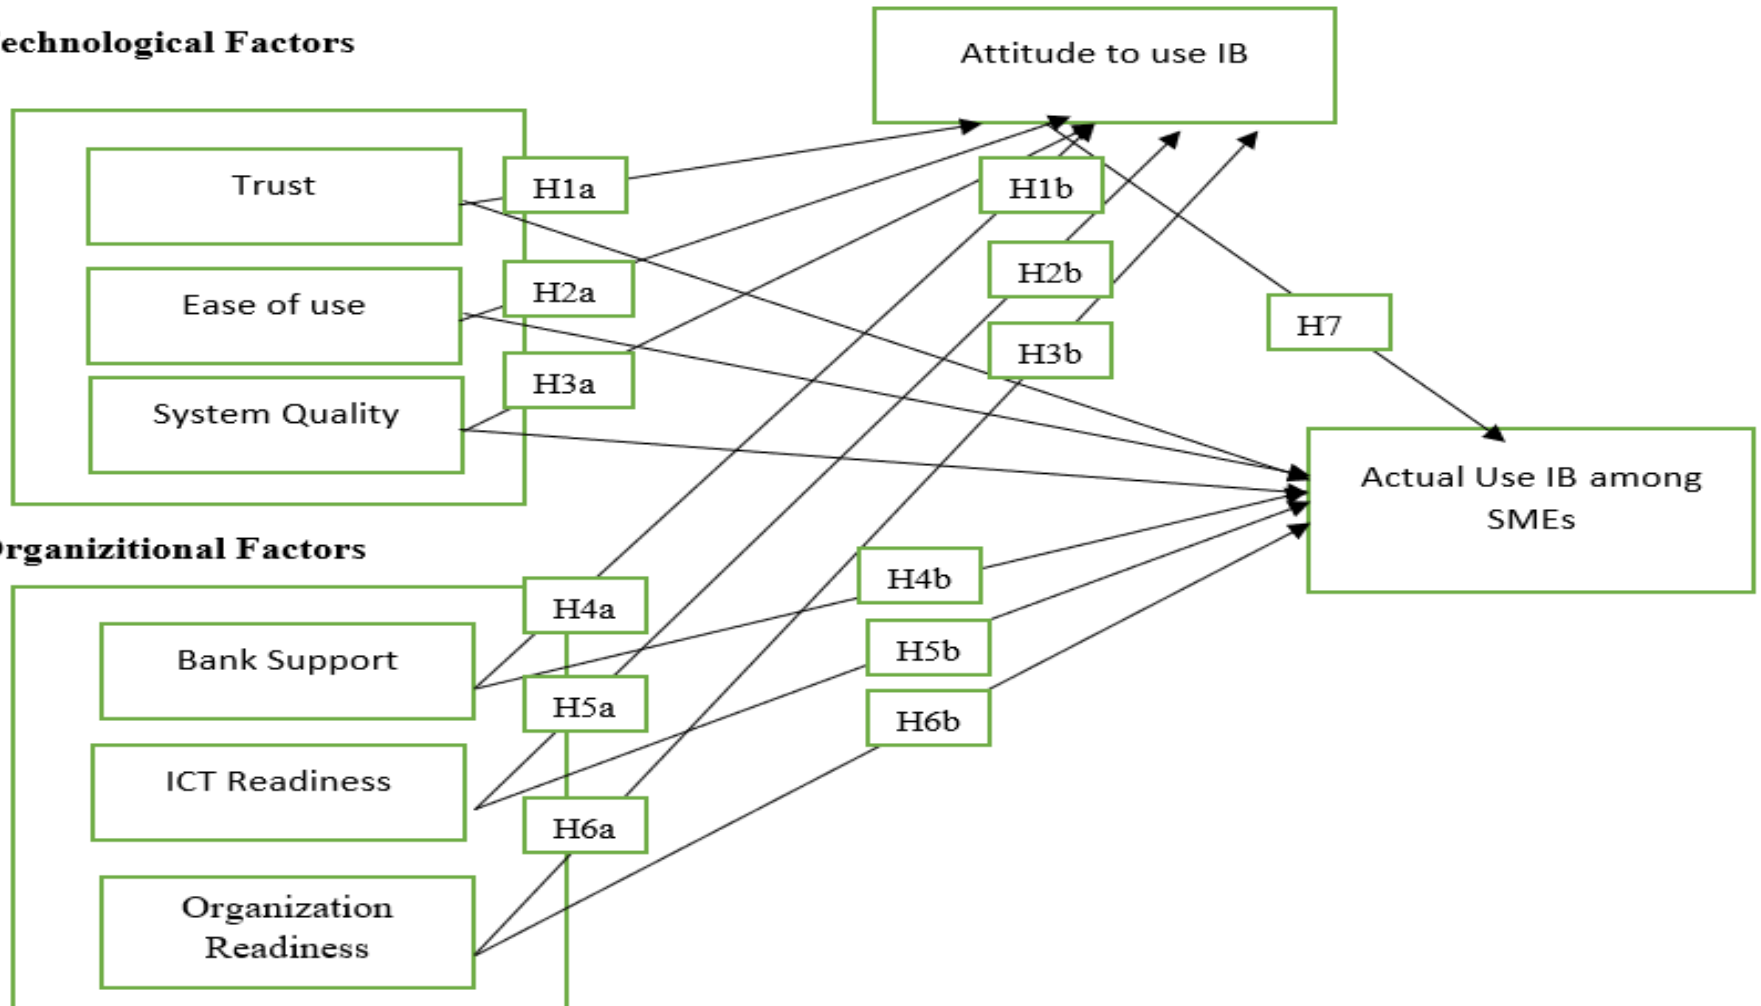 echnological Factors
Attitude to use IB
Trust
H1a
H1b
Ease of use
H2a
H2b
H7
System Quality
H3a
H3b
Actual Use IB among
SMEs
Organizitional Factors
Bank Support
H4a
H4b
ICT Readiness
H5a
H5b
H6b
H6a
Organization
Readiness